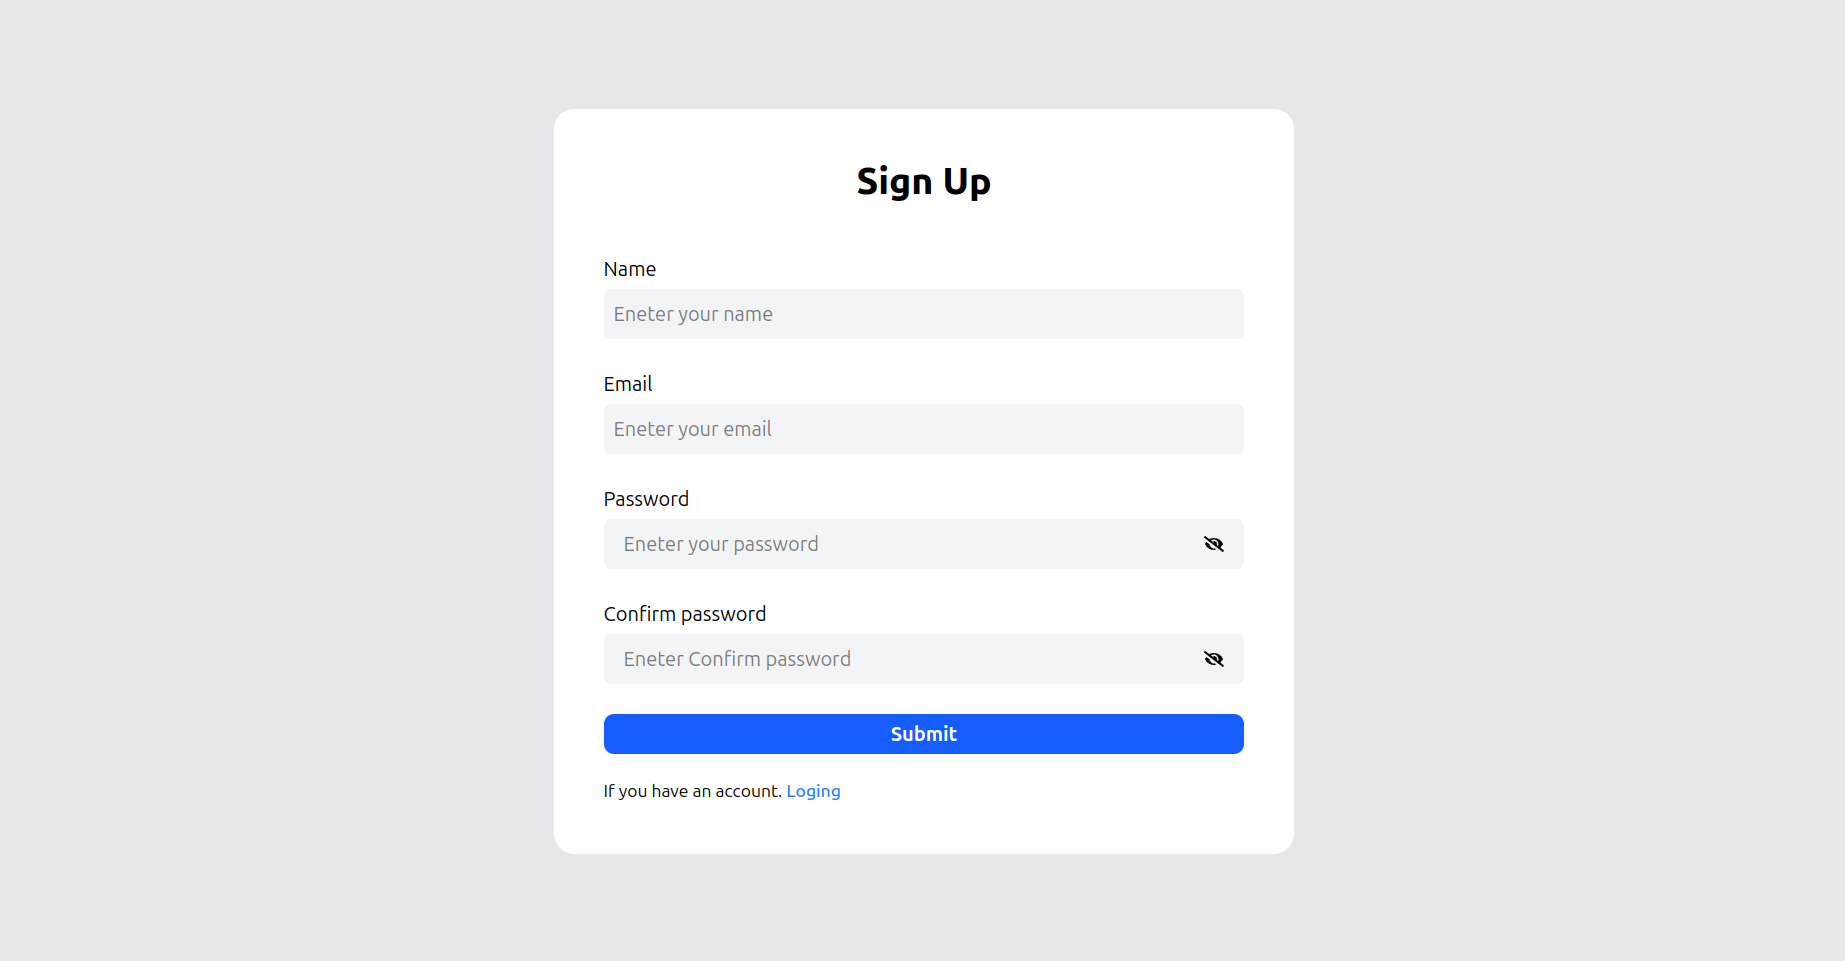 Sign Up
Name
Eneter your name
Email
Eneter your email
Password
Eneter your password
Confirm password
Eneter Confirm password
Submit
If you have an account. Loging